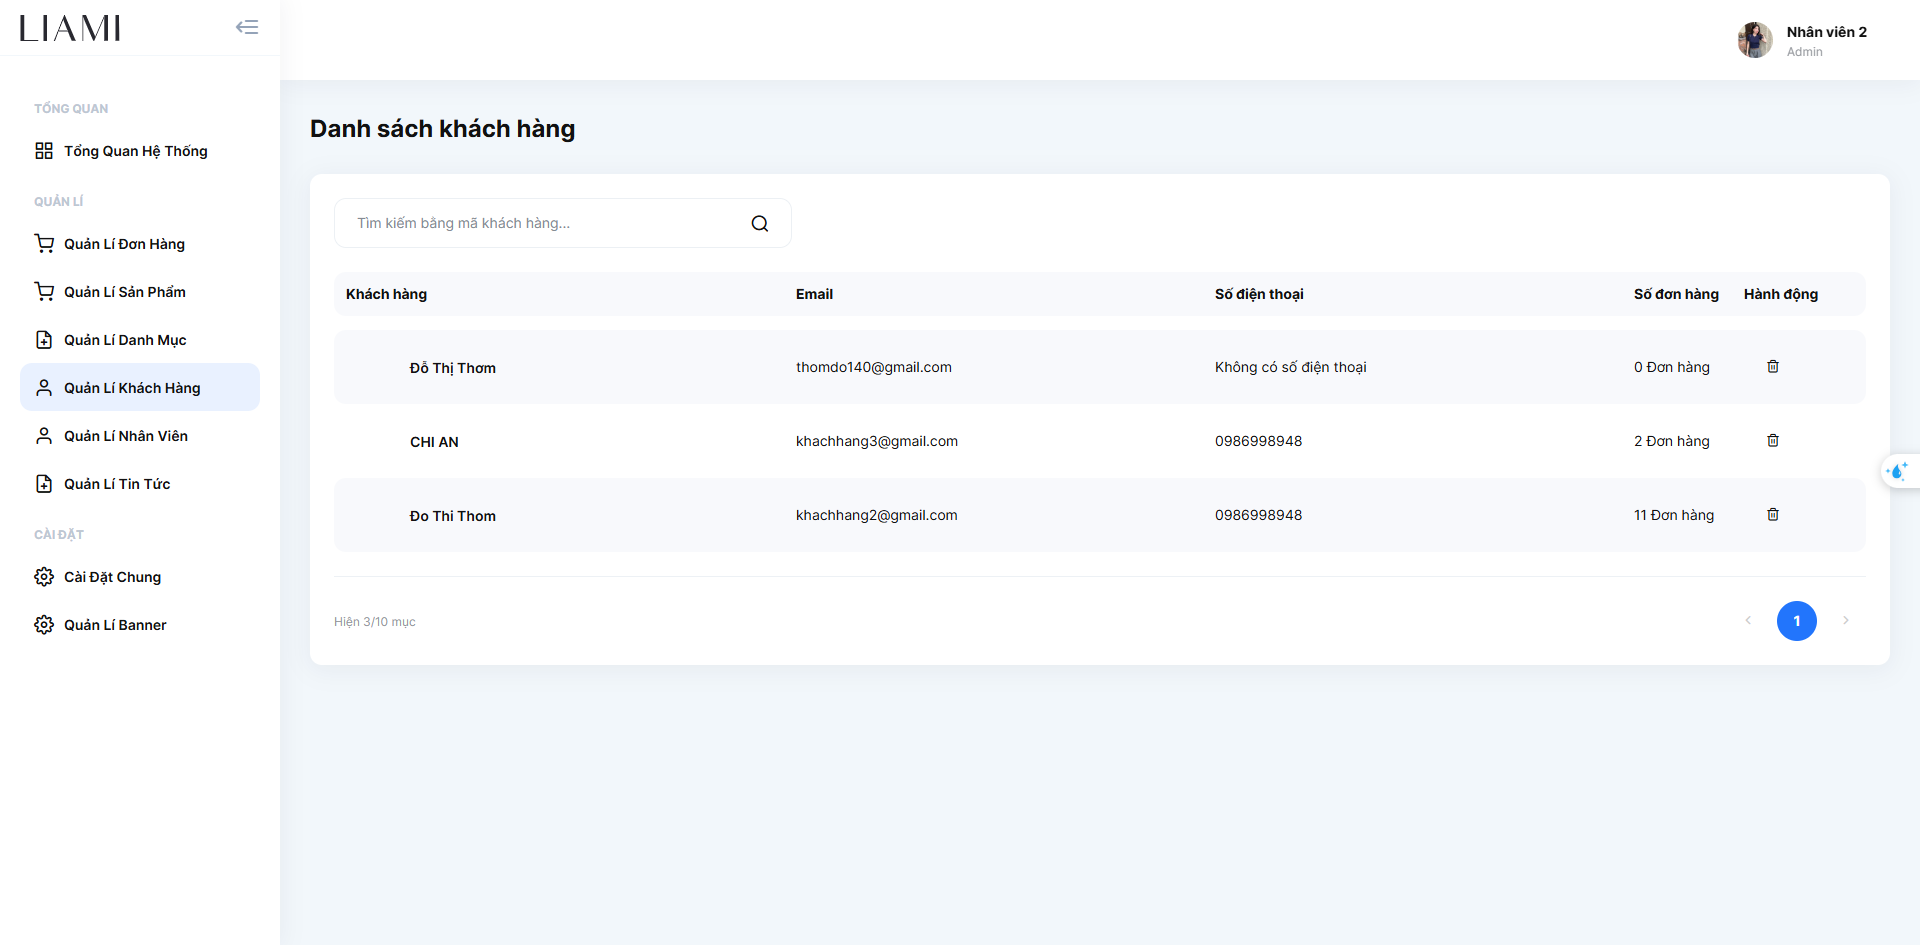 LIAMI
Nhân viên 2
Admin
TỔNG QUAN
Tổng Quan Hệ Thống
QUẢN LÍ
Quản Lí Đơn Hàng
Quản Lí Sản Phẩm
Quản Lí Danh Mục
Quản Lí Khách Hàng
Quản Lí Nhân Viên
Quản Lí Tin Tức
CÀI ĐẶT
Cài Đặt Chung
Quản Lí Banner
Danh sách khách hàng
Tìm kiếm bằng mã khách hàng...
Khách hàng Email Số điện thoại Số đơn hàng Hành động
Đỗ Thị Thơm thomdo140@gmail.com Không có số điện thoại 0 Đơn hàng
CHI AN khachhang3@gmail.com 0986998948 2 Đơn hàng
Đo Thi Thom khachhang2@gmail.com 0986998948 11 Đơn hàng
Hiện 3/10 mục
1